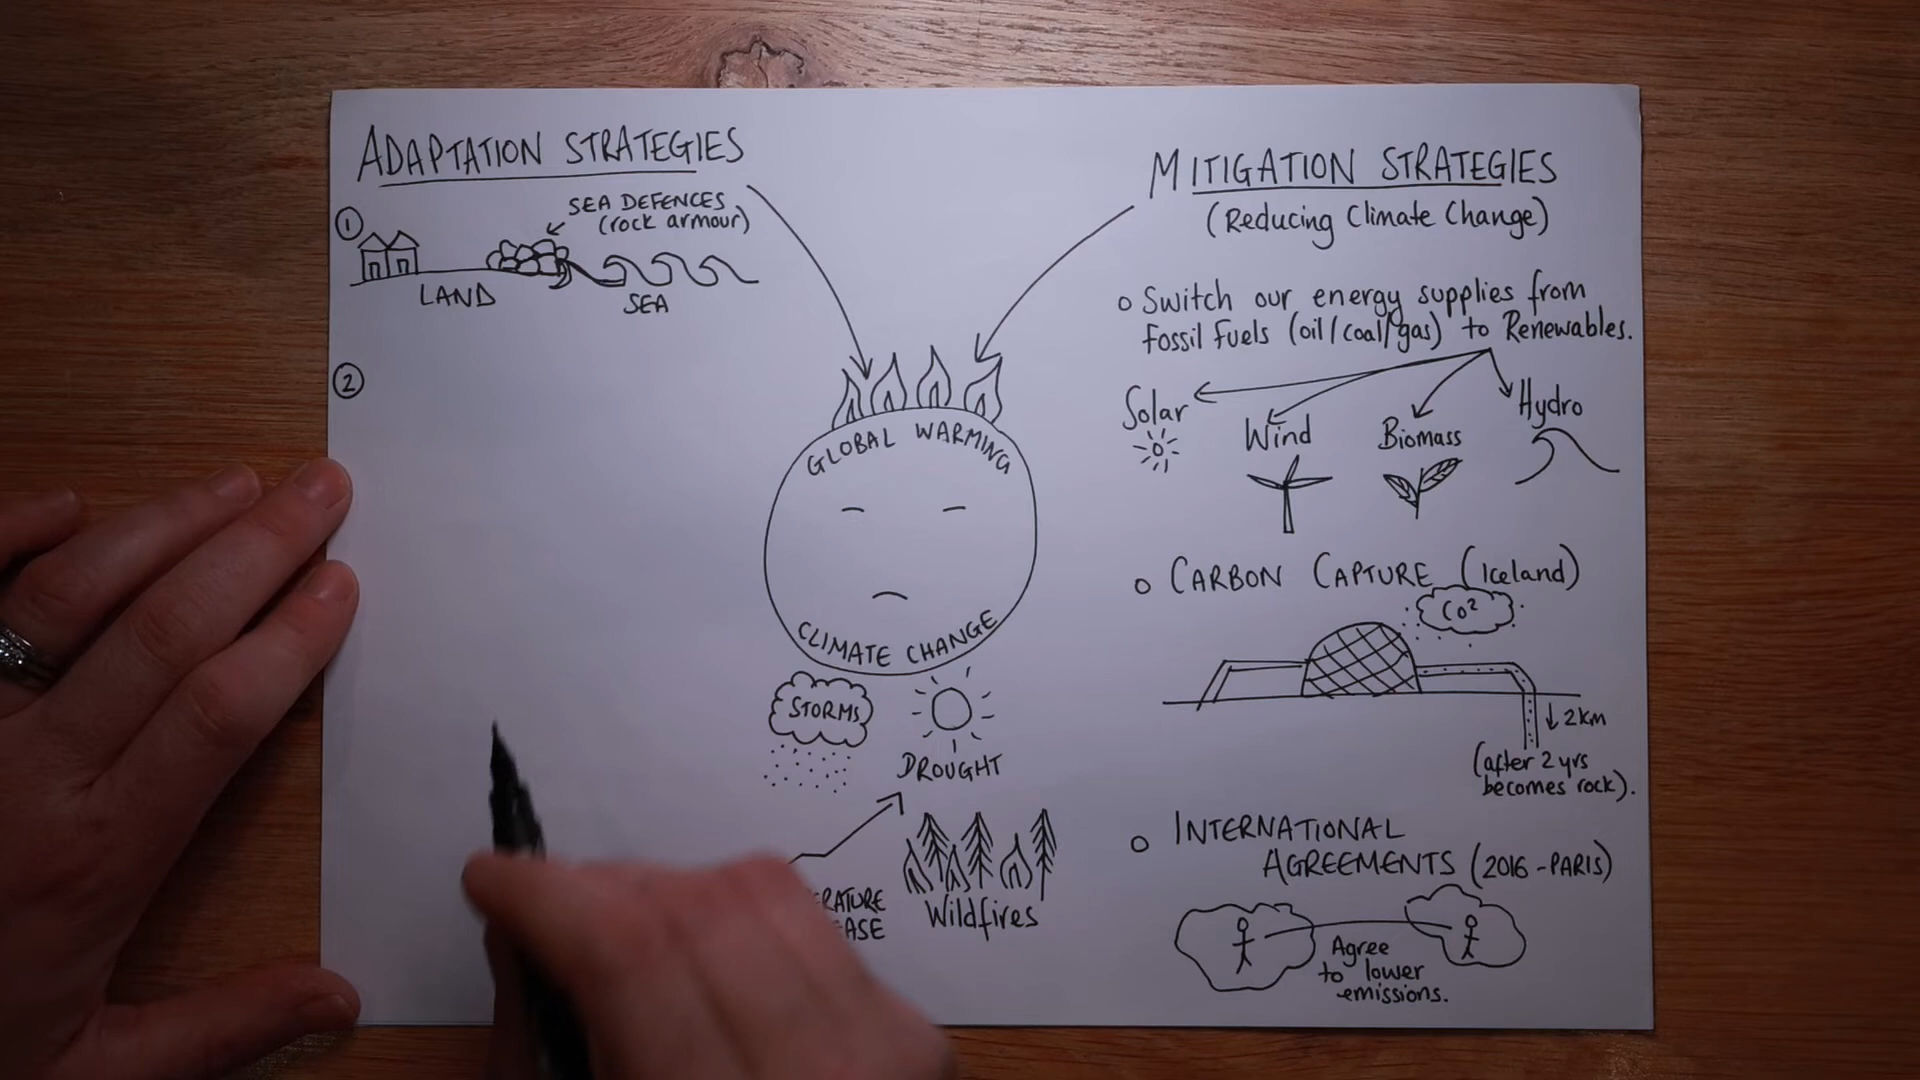 ADAPTATION STRATEGIES
1
SEA DEFENCES
(rock armour)
LAND
SEA
2
GLOBAL WARMING
CLIMATE CHANGE
STORMS
DROUGHT
Wildfires
MITIGATION STRATEGIES
(Reducing Climate Change)
o Switch our energy supplies from
fossil fuels (oil/coal/gas) to Renewables.
Solar
Wind
Biomass
Hydro
o CARBON CAPTURE (Iceland)
CO²
↓ 2km
(after 2 yrs
becomes rock).
o INTERNATIONAL
AGREEMENTS (2016 - PARIS)
Agree
to lower
emissions.